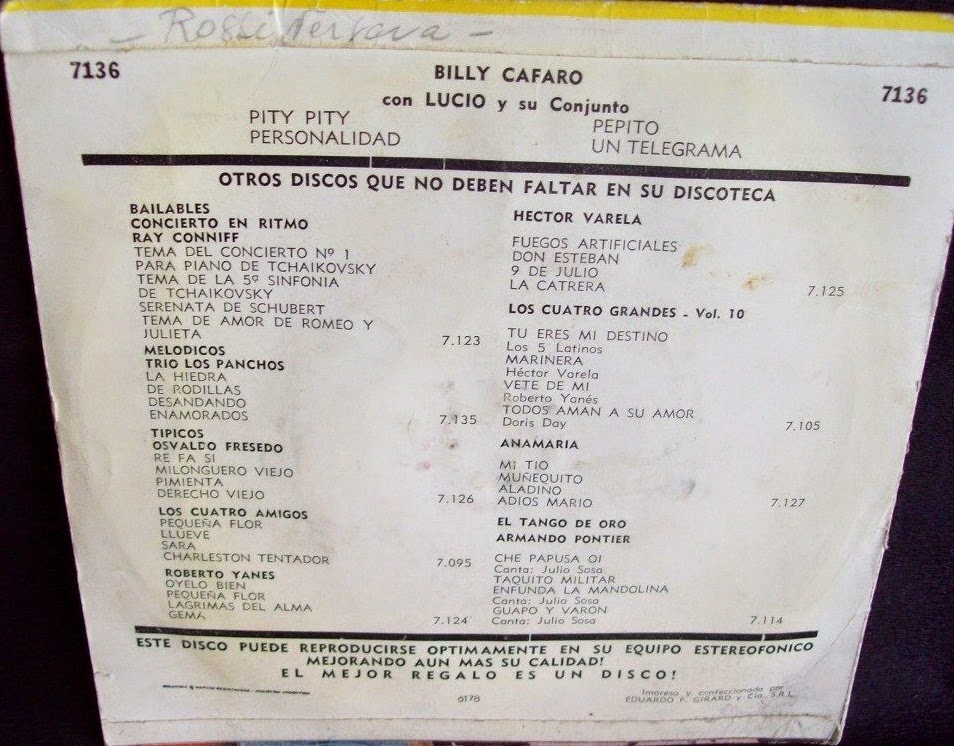 7136
BILLY CAFARO
7136
con LUCIO y su Conjunto
PITY PITY
PERSONALIDAD
PEPITO
UN TELEGRAMA
OTROS DISCOS QUE NO DEBEN FALTAR EN SU DISCOTECA
BAILABLES
CONCIERTO EN RITMO
RAY CONNIFF
TEMA DEL CONCIERTO Nº 1
PARA PIANO DE TCHAIKOVSKY
TEMA DE LA 5º SINFONIA
DE TCHAIKOVSKY
SERENATA DE SCHUBERT
TEMA DE AMOR DE ROMEO Y
JULIETA
7.123
MELODICOS
TRIO LOS PANCHOS
LA HIEDRA
DE RODILLAS
DESANDANDO
ENAMORADOS
7.135
TIPICOS
OSVALDO FRESEDO
RE FA SI
MILONGUERO VIEJO
PIMIENTA
DERECHO VIEJO
7.126
LOS CUATRO AMIGOS
PEQUEÑA FLOR
LLUEVE
SARA
CHARLESTON TENTADOR
7.095
ROBERTO YANES
OYELO BIEN
PEQUEÑA FLOR
LAGRIMAS DEL ALMA
GEMA
7.124
HECTOR VARELA
FUEGOS ARTIFICIALES
DON ESTEBAN
9 DE JULIO
LA CATRERA
7.125
LOS CUATRO GRANDES - Vol. 10
TU ERES MI DESTINO
Los 5 Latinos
MARINERA
Héctor Varela
VETE DE MI
Roberto Yanés
TODOS AMAN A SU AMOR
Doris Day
7.105
ANAMARIA
MI TIO
MUÑEQUITO
ALADINO
ADIOS MARIO
7.127
EL TANGO DE ORO
ARMANDO PONTIER
CHE PAPUSA OI
Canta: Julio Sosa
TAQUITO MILITAR
ENFUNDA LA MANDOLINA
Canta: Julio Sosa
GUAPO Y VARON
Canta: Julio Sosa
7.114
ESTE DISCO PUEDE REPRODUCIRSE OPTIMAMENTE EN SU EQUIPO ESTEREOFONICO
MEJORANDO AUN MAS SU CALIDAD!
EL MEJOR REGALO ES UN DISCO!
6178
Impreso y confeccionado por
EDUARDO F. GIRARD y Cía. S.R.L.